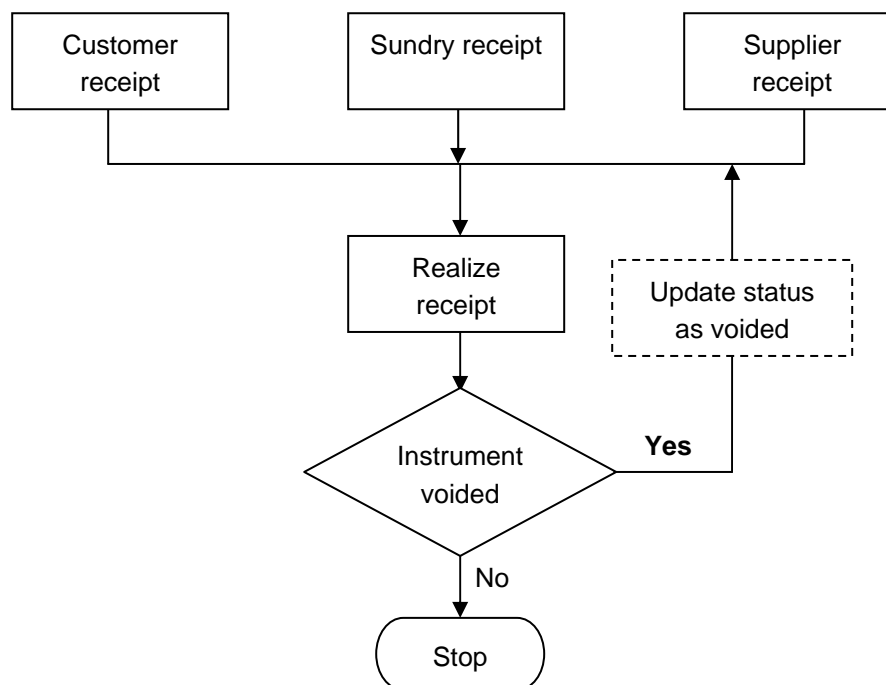 Customer
receipt
Sundry receipt
Supplier
receipt
Realize
receipt
Update status
as voided
Instrument
voided
Yes
No
Stop